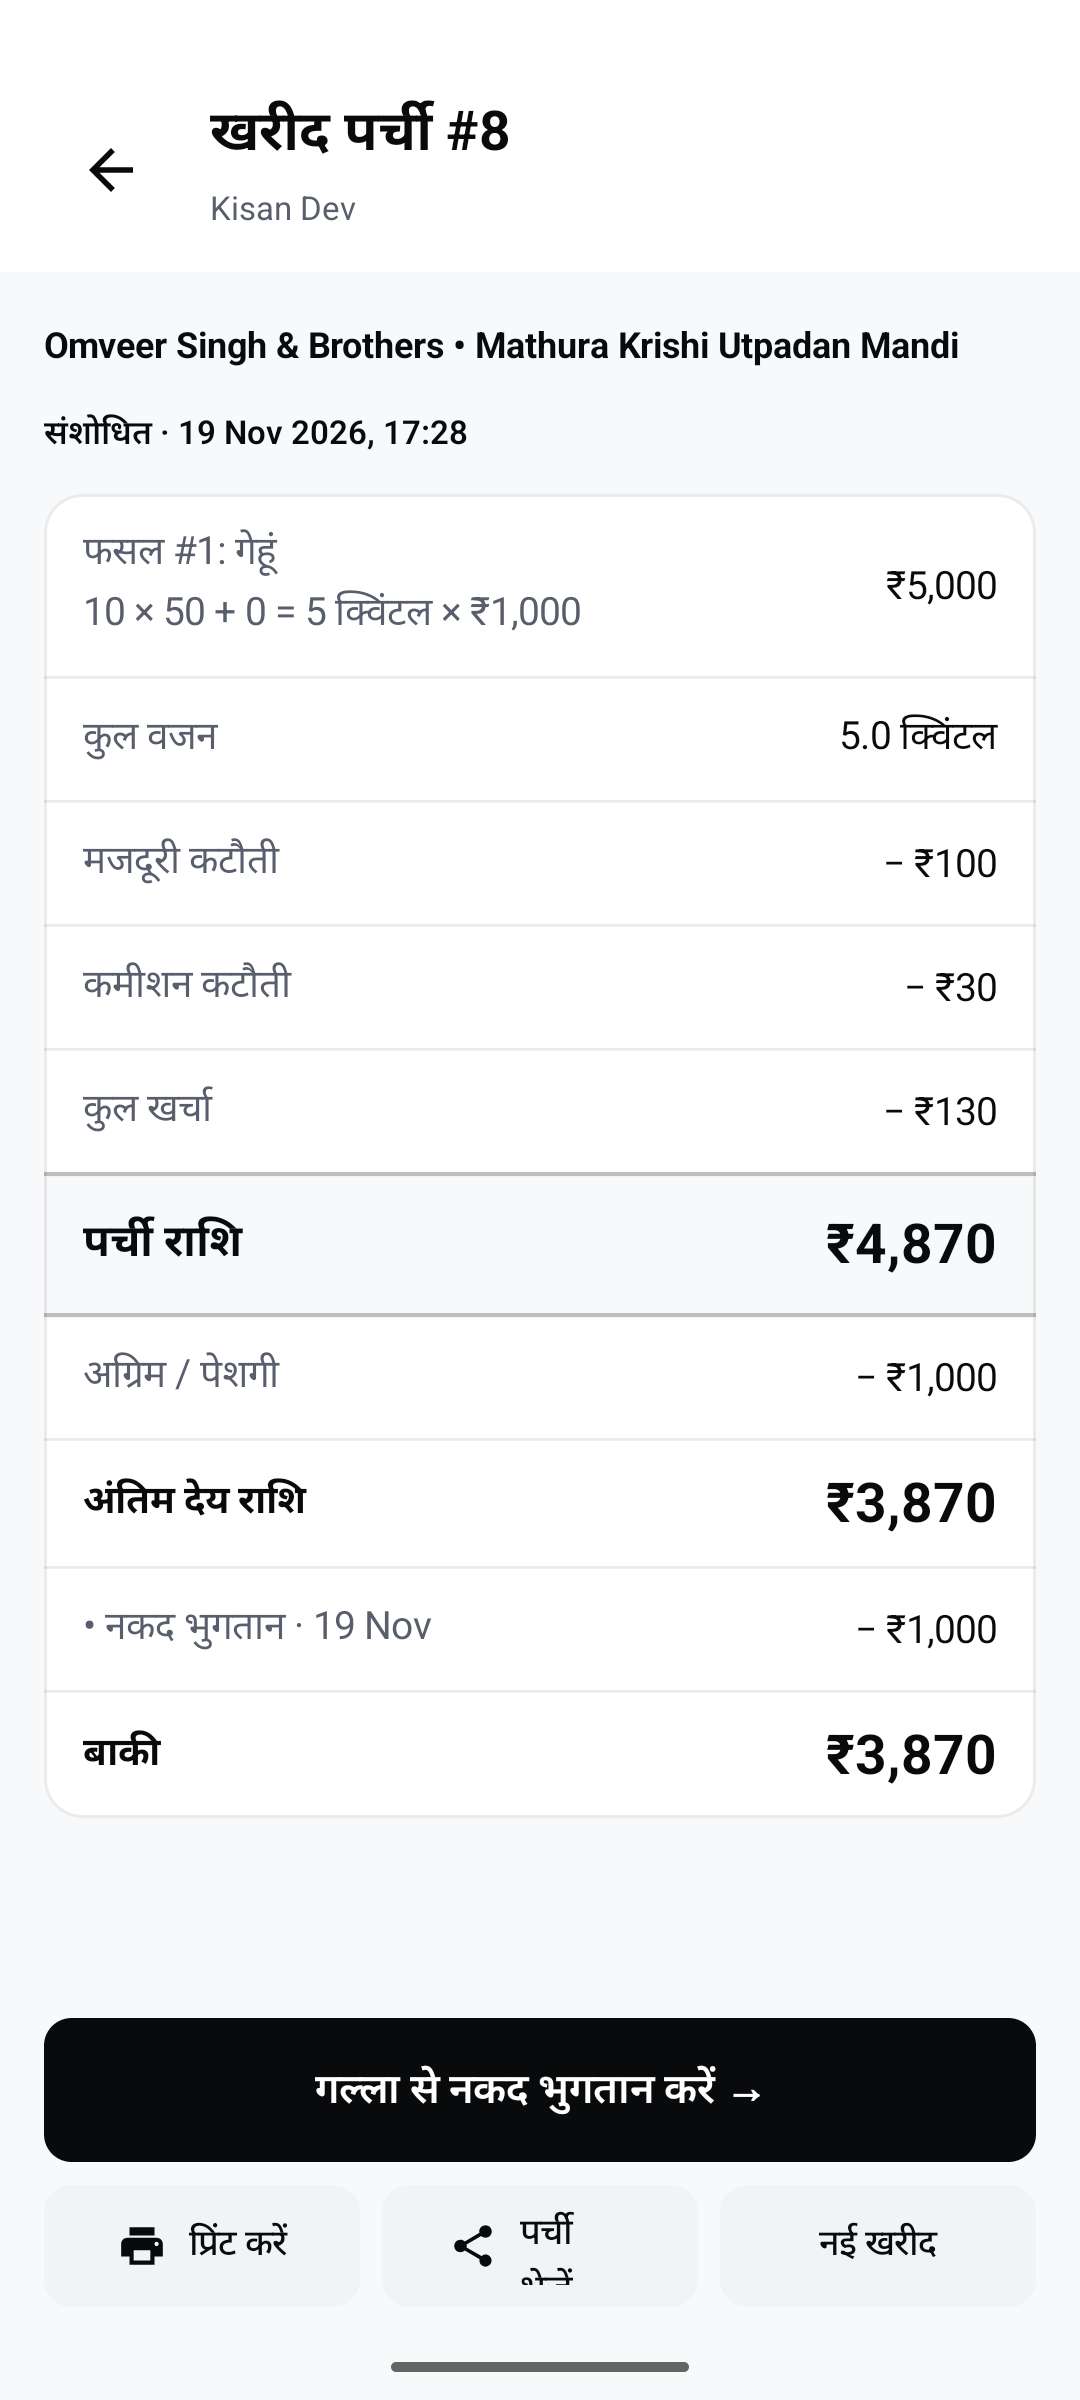 खरीद पर्ची #8
Kisan Dev
Omveer Singh & Brothers • Mathura Krishi Utpadan Mandi
संशोधित · 19 Nov 2026, 17:28
फसल #1: गेहूं
10 × 50 + 0 = 5 क्विंटल × ₹1,000 ₹5,000
कुल वजन 5.0 क्विंटल
मजदूरी कटौती − ₹100
कमीशन कटौती − ₹30
कुल खर्चा − ₹130
पर्ची राशि ₹4,870
अग्रिम / पेशगी − ₹1,000
अंतिम देय राशि ₹3,870
• नकद भुगतान · 19 Nov − ₹1,000
बाकी ₹3,870
गल्ला से नकद भुगतान करें →
प्रिंट करें
पर्ची
नई खरीद